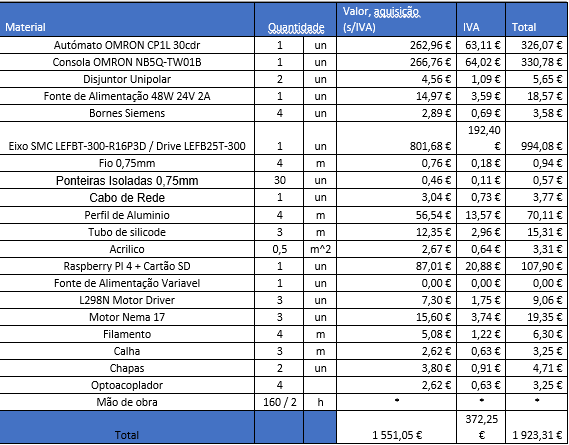 Material Quantidade Valor, aquisição (s/IVA) IVA Total
Autómato OMRON CP1L 30cdr 1 un 262,96 € 63,11 € 326,07 €
Consola OMRON NB5Q-TW01B 1 un 266,76 € 64,02 € 330,78 €
Disjuntor Unipolar 2 un 4,56 € 1,09 € 5,65 €
Fonte de Alimentação 48W 24V 2A 1 un 14,97 € 3,59 € 18,57 €
Bornes Siemens 4 un 2,89 € 0,69 € 3,58 €
Eixo SMC LEFBT-300-R16P3D / Drive LEFB25T-300 1 un 801,68 € 192,40 € 994,08 €
Fio 0,75mm 4 m 0,76 € 0,18 € 0,94 €
Ponteiras Isoladas 0,75mm 30 un 0,46 € 0,11 € 0,57 €
Cabo de Rede 1 un 3,04 € 0,73 € 3,77 €
Perfil de Aluminio 4 m 56,54 € 13,57 € 70,11 €
Tubo de silicode 3 m 12,35 € 2,96 € 15,31 €
Acrilico 0,5 m^2 2,67 € 0,64 € 3,31 €
Raspberry PI 4 + Cartão SD 1 un 87,01 € 20,88 € 107,90 €
Fonte de Alimentação Variavel 1 un 0,00 € 0,00 € 0,00 €
L298N Motor Driver 3 un 7,30 € 1,75 € 9,06 €
Motor Nema 17 3 un 15,60 € 3,74 € 19,35 €
Filamento 4 m 5,08 € 1,22 € 6,30 €
Calha 3 m 2,62 € 0,63 € 3,25 €
Chapas 2 un 3,80 € 0,91 € 4,71 €
Optoacoplador 4 2,62 € 0,63 € 3,25 €
Mão de obra 160 / 2 h * * *
Total 1 551,05 € 372,25 € 1 923,31 €